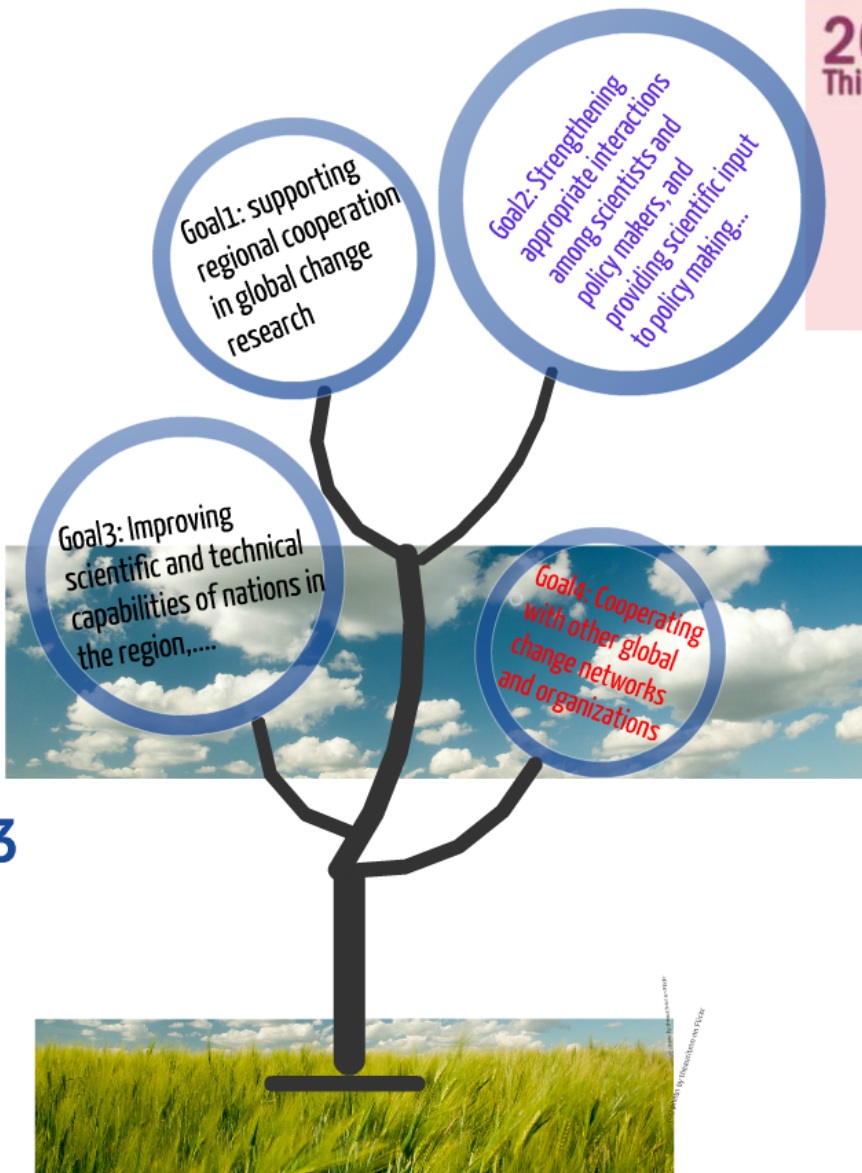 Goal1: supporting
regional cooperation
in global change
research
Goal2: Strengthening
appropriate interactions
among scientists and
policy makers, and
providing scientific input
to policy making...
Goal3: Improving
scientific and technical
capabilities of nations in
the region,....
Goal4: Cooperating
with other global
change networks
and organizations
3